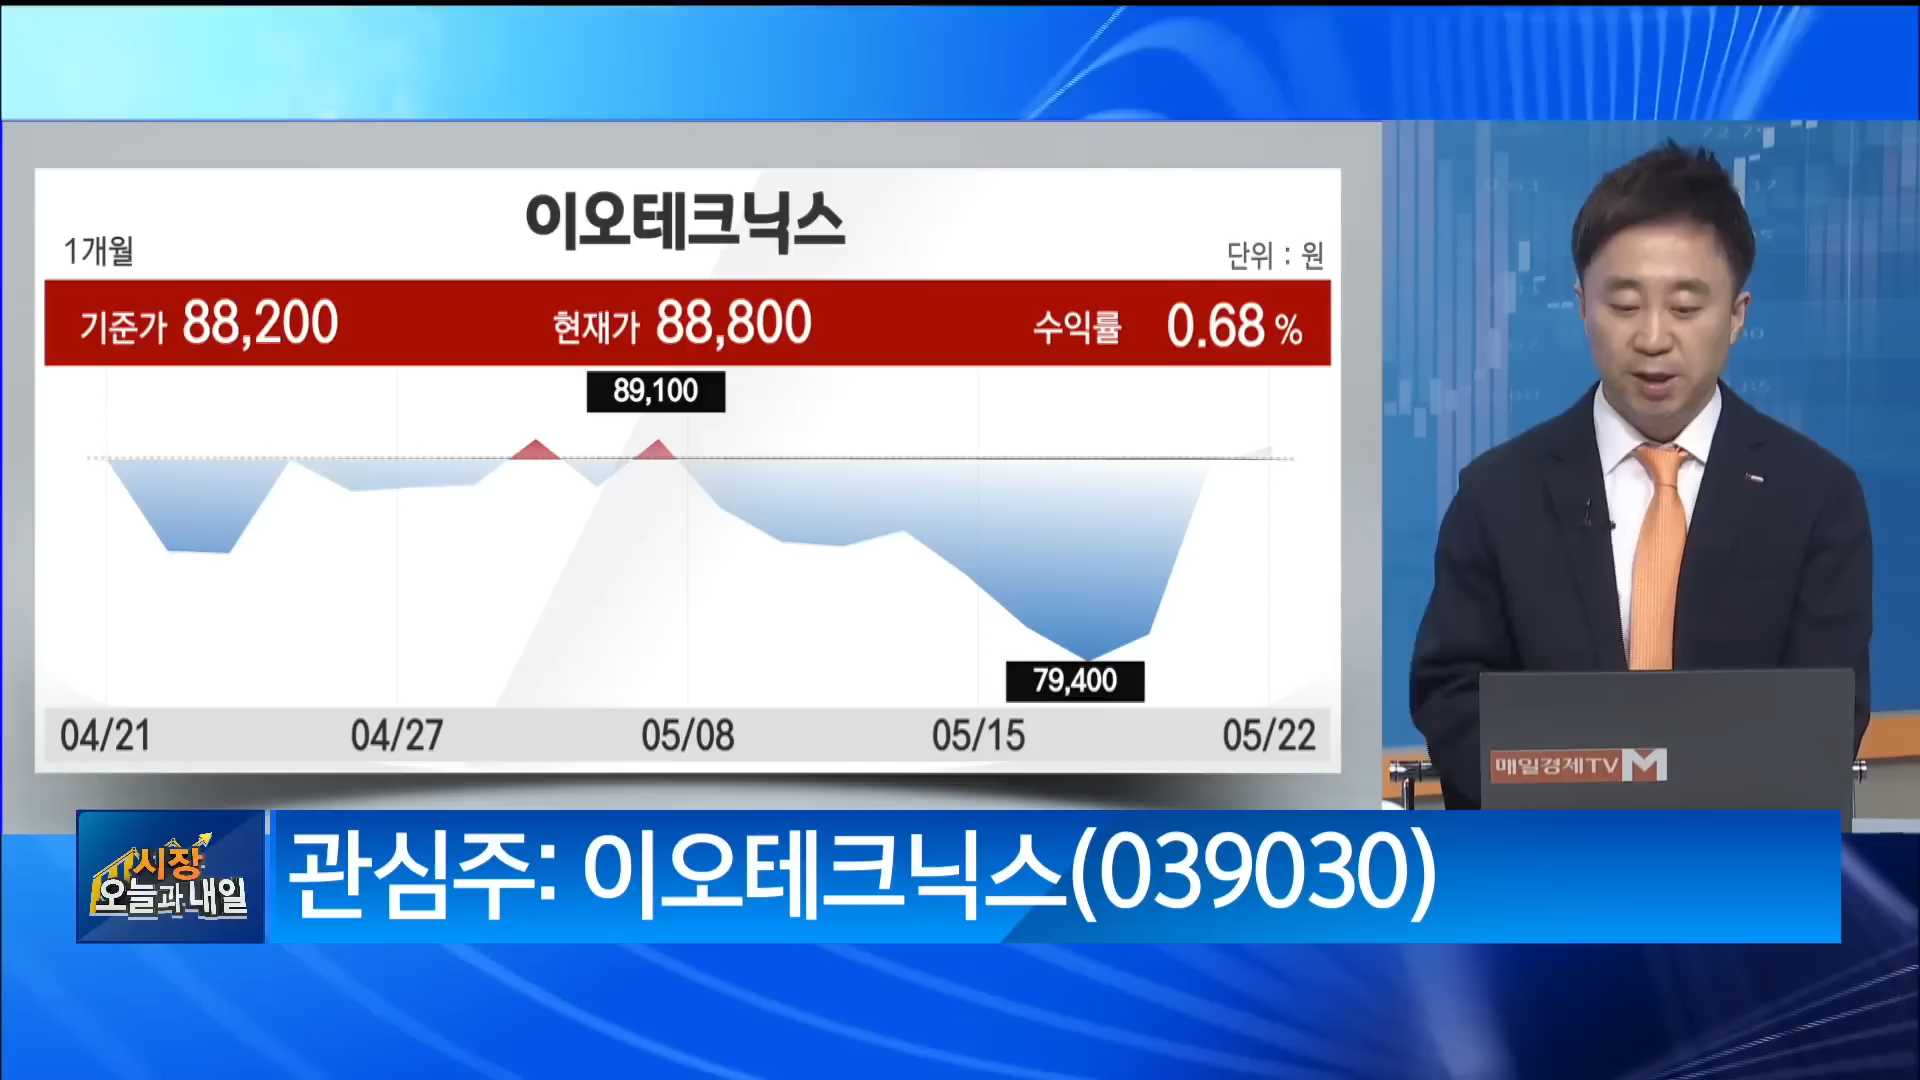 이오테크닉스
1개월
단위 : 원
기준가 88,200 현재가 88,800 수익률 0.68 %
89,100
79,400
04/21 04/27 05/08 05/15 05/22
매일경제TV M
시장
오늘과 내일
관심주: 이오테크닉스(039030)